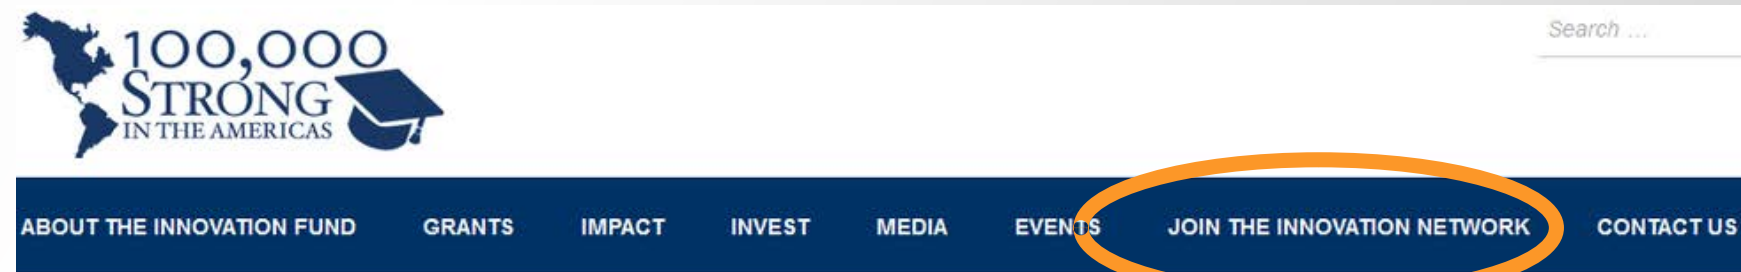 Search ...
100,000
STRONG
IN THE AMERICAS
ABOUT THE INNOVATION FUND GRANTS IMPACT INVEST MEDIA EVENTS JOIN THE INNOVATION NETWORK CONTACT US